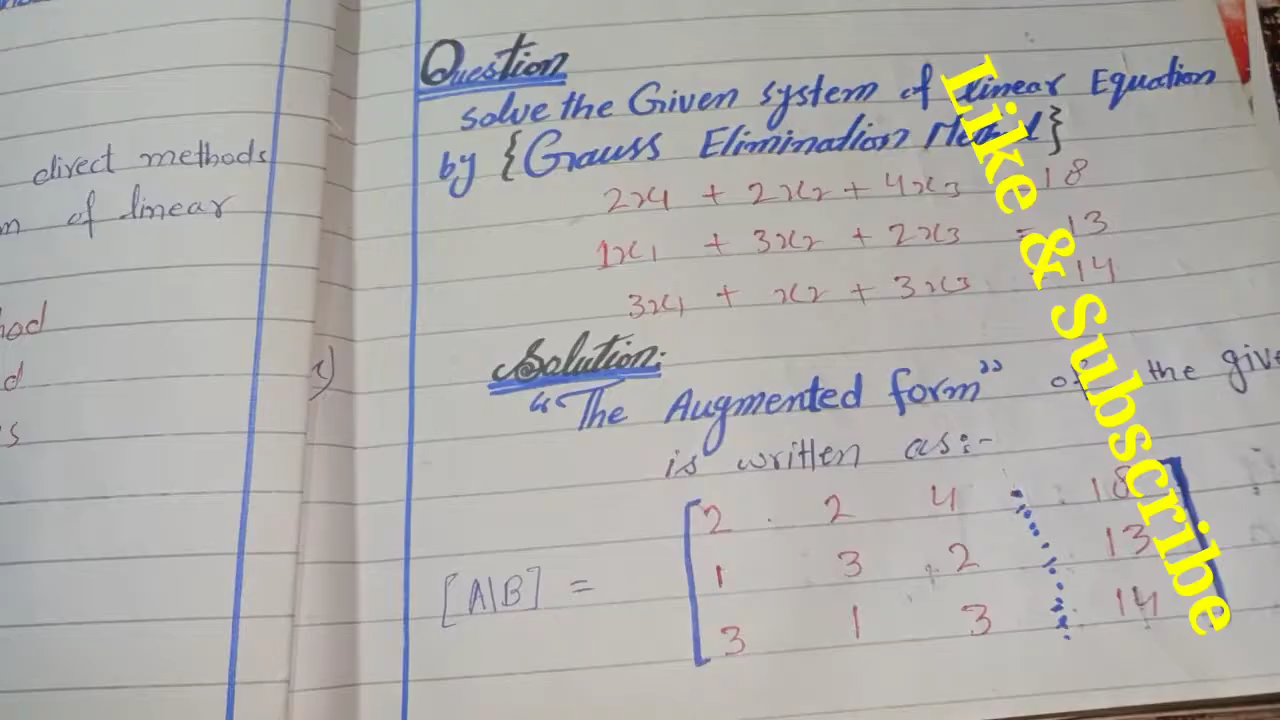 direct methods
of linear
Question
solve the Given system of linear Equation
by {Gauss Elimination Method}
2x1 + 2x2 + 4x3 18
1x1 + 3x2 + 2x3 = 13
3x1 + x2 + 3x3 = 14
Solution:
"The Augmented form" of the give
is written as:-
[A|B] =
2 2 4 18
1 3 2 13
3 1 3 14
Like & Subscribe